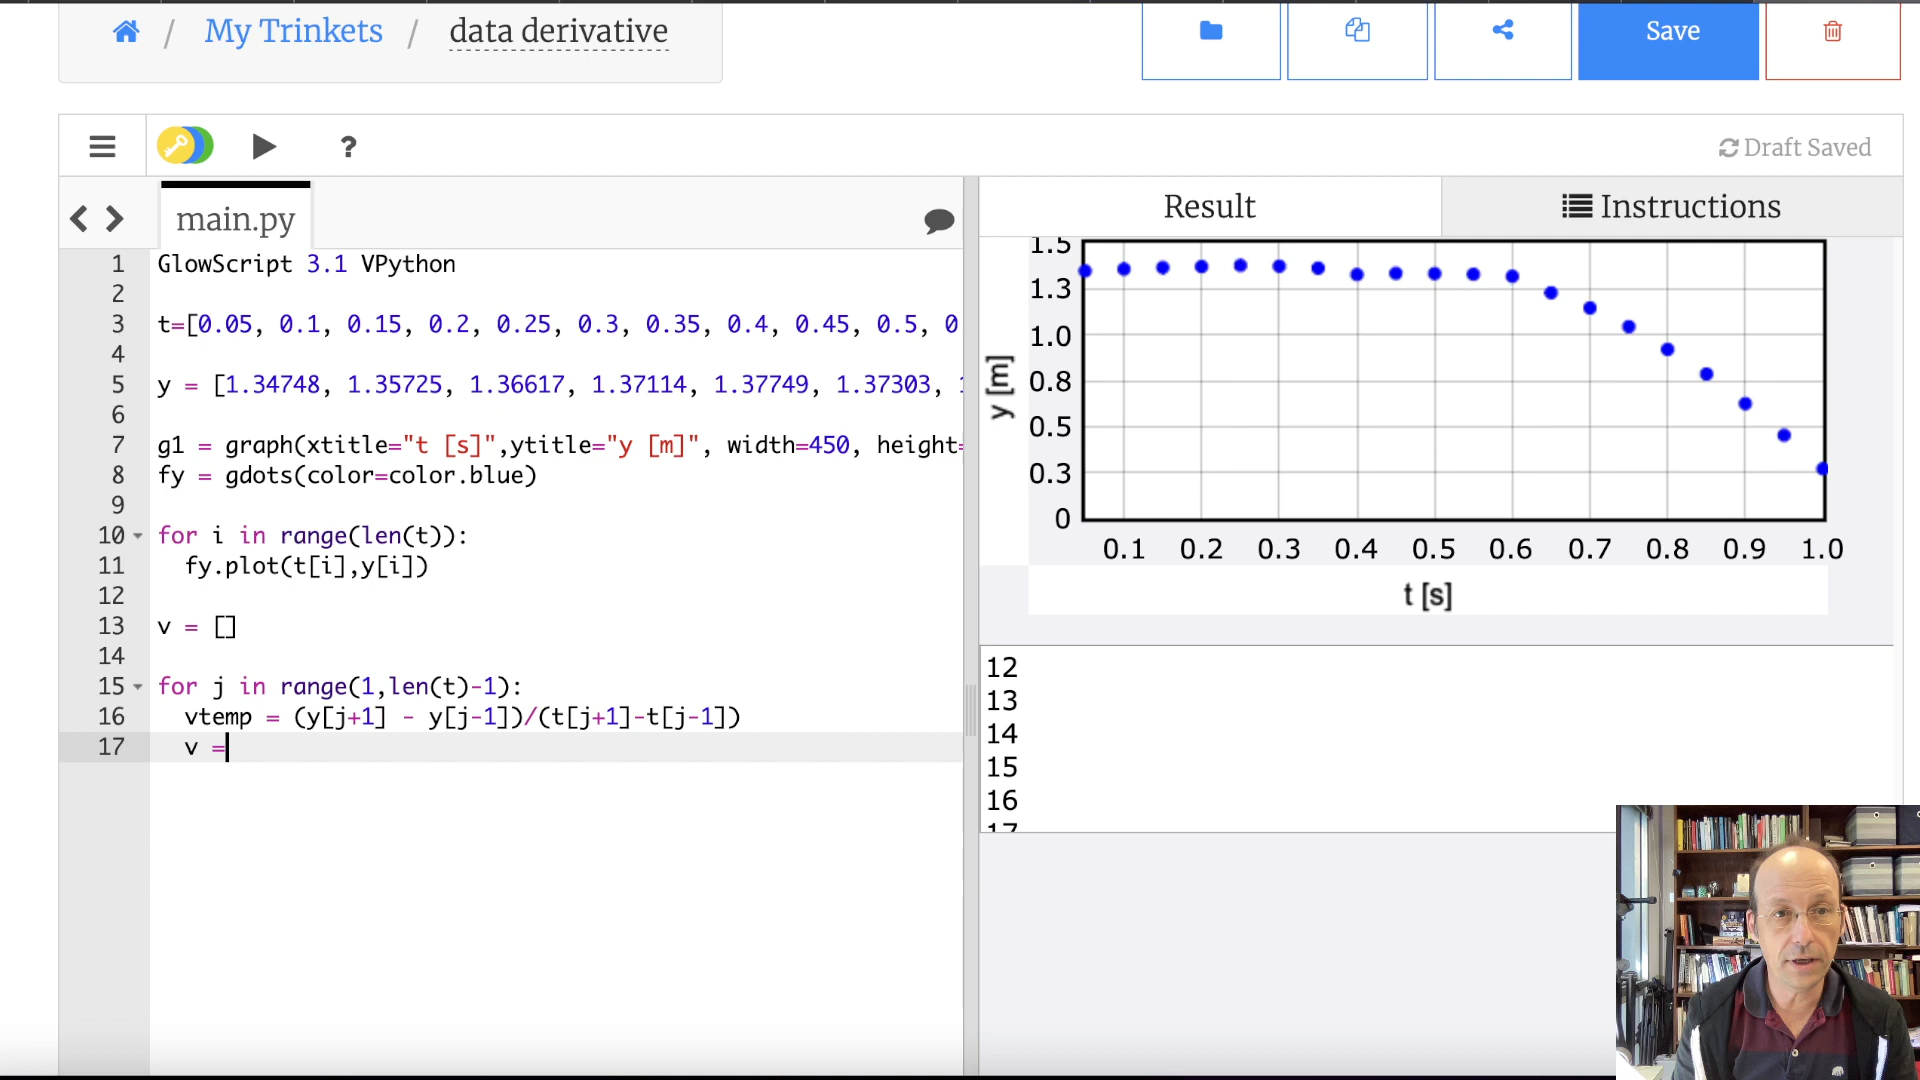 / My Trinkets / data derivative
Save
?
Draft Saved
main.py
Result
Instructions
1 GlowScript 3.1 VPython
2
3 t=[0.05, 0.1, 0.15, 0.2, 0.25, 0.3, 0.35, 0.4, 0.45, 0.5, 0
4
5 y = [1.34748, 1.35725, 1.36617, 1.37114, 1.37749, 1.37303, 1
6
7 g1 = graph(xtitle="t [s]",ytitle="y [m]", width=450, height=
8 fy = gdots(color=color.blue)
9
10 for i in range(len(t)):
11 fy.plot(t[i],y[i])
12
13 v = []
14
15 for j in range(1,len(t)-1):
16 vtemp = (y[j+1] - y[j-1])/(t[j+1]-t[j-1])
17 v =
1.5
1.3
1.0
0.8
0.5
0.3
0
y [m]
0.1 0.2 0.3 0.4 0.5 0.6 0.7 0.8 0.9 1.0
t [s]
12
13
14
15
16
17